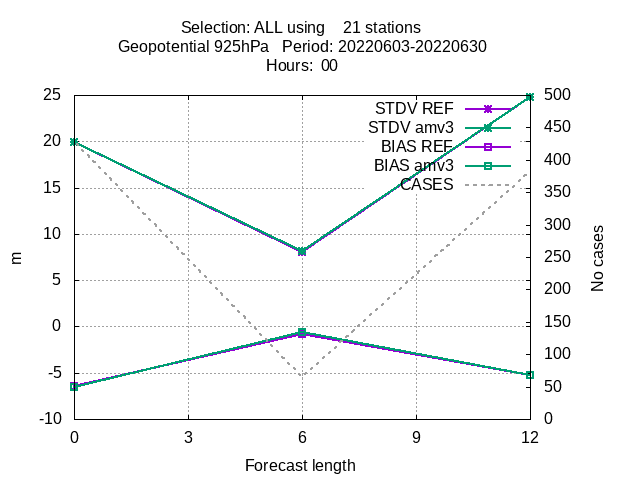 Selection: ALL using    21 stations
Geopotential 925hPa   Period: 20220603-20220630
Hours:  00
25
20
15
10
5
0
-5
-10
m
500
450
400
350
300
250
200
150
100
50
0
No cases
STDV REF
STDV amv3
BIAS REF
BIAS amv3
CASES
0 3 6 9 12
Forecast length